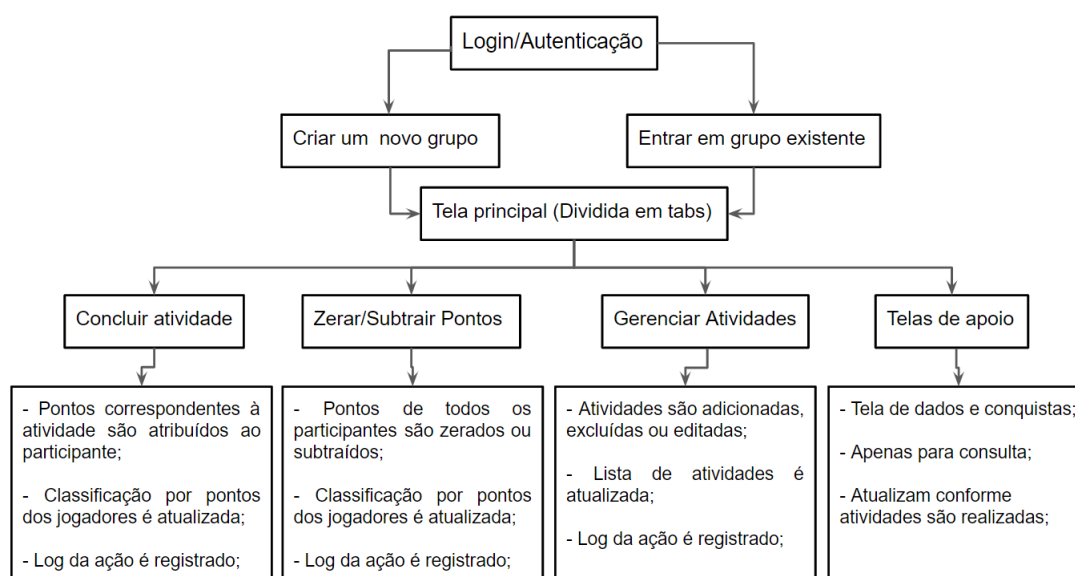 Login/Autenticação
Criar um novo grupo
Entrar em grupo existente
Tela principal (Dividida em tabs)
Concluir atividade
Zerar/Subtrair Pontos
Gerenciar Atividades
Telas de apoio
- Pontos correspondentes à
atividade são atribuídos ao
participante;
- Classificação por pontos
dos jogadores é atualizada;
- Log da ação é registrado;
- Pontos de todos os
participantes são zerados ou
subtraídos;
- Classificação por pontos
dos jogadores é atualizada;
- Log da ação é registrado;
- Atividades são adicionadas,
excluídas ou editadas;
- Lista de atividades é
atualizada;
- Log da ação é registrado;
- Tela de dados e conquistas;
- Apenas para consulta;
- Atualizam conforme
atividades são realizadas;